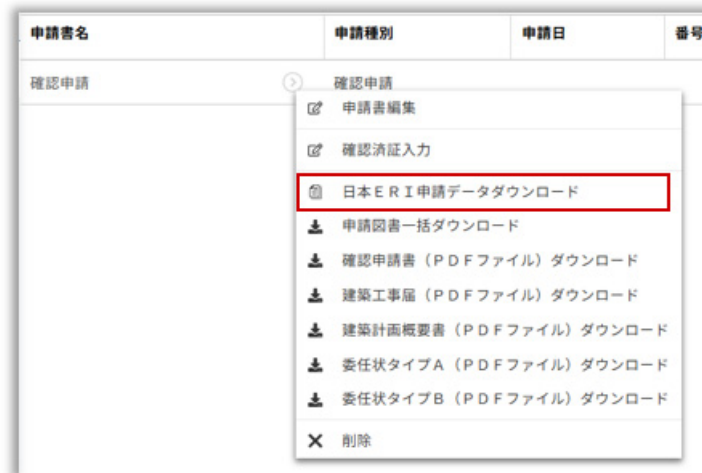 申請書名 申請種別 申請日 番号
確認申請 確認申請
申請書編集
確認済証入力
日本ＥＲＩ申請データダウンロード
申請図書一括ダウンロード
確認申請書（ＰＤＦファイル）ダウンロード
建築工事届（ＰＤＦファイル）ダウンロード
建築計画概要書（ＰＤＦファイル）ダウンロード
委任状タイプＡ（ＰＤＦファイル）ダウンロード
委任状タイプＢ（ＰＤＦファイル）ダウンロード
削除